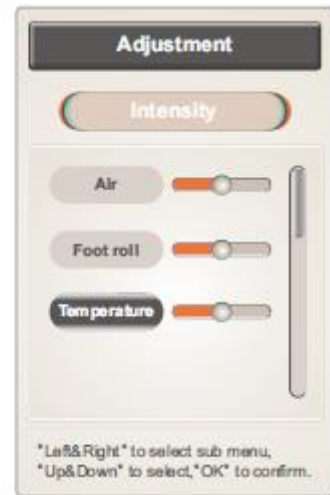 Adjustment
Intensity
Air
Foot roll
Temperature
"Left&Right" to select sub menu,
"Up&Down" to select,"OK" to confirm.